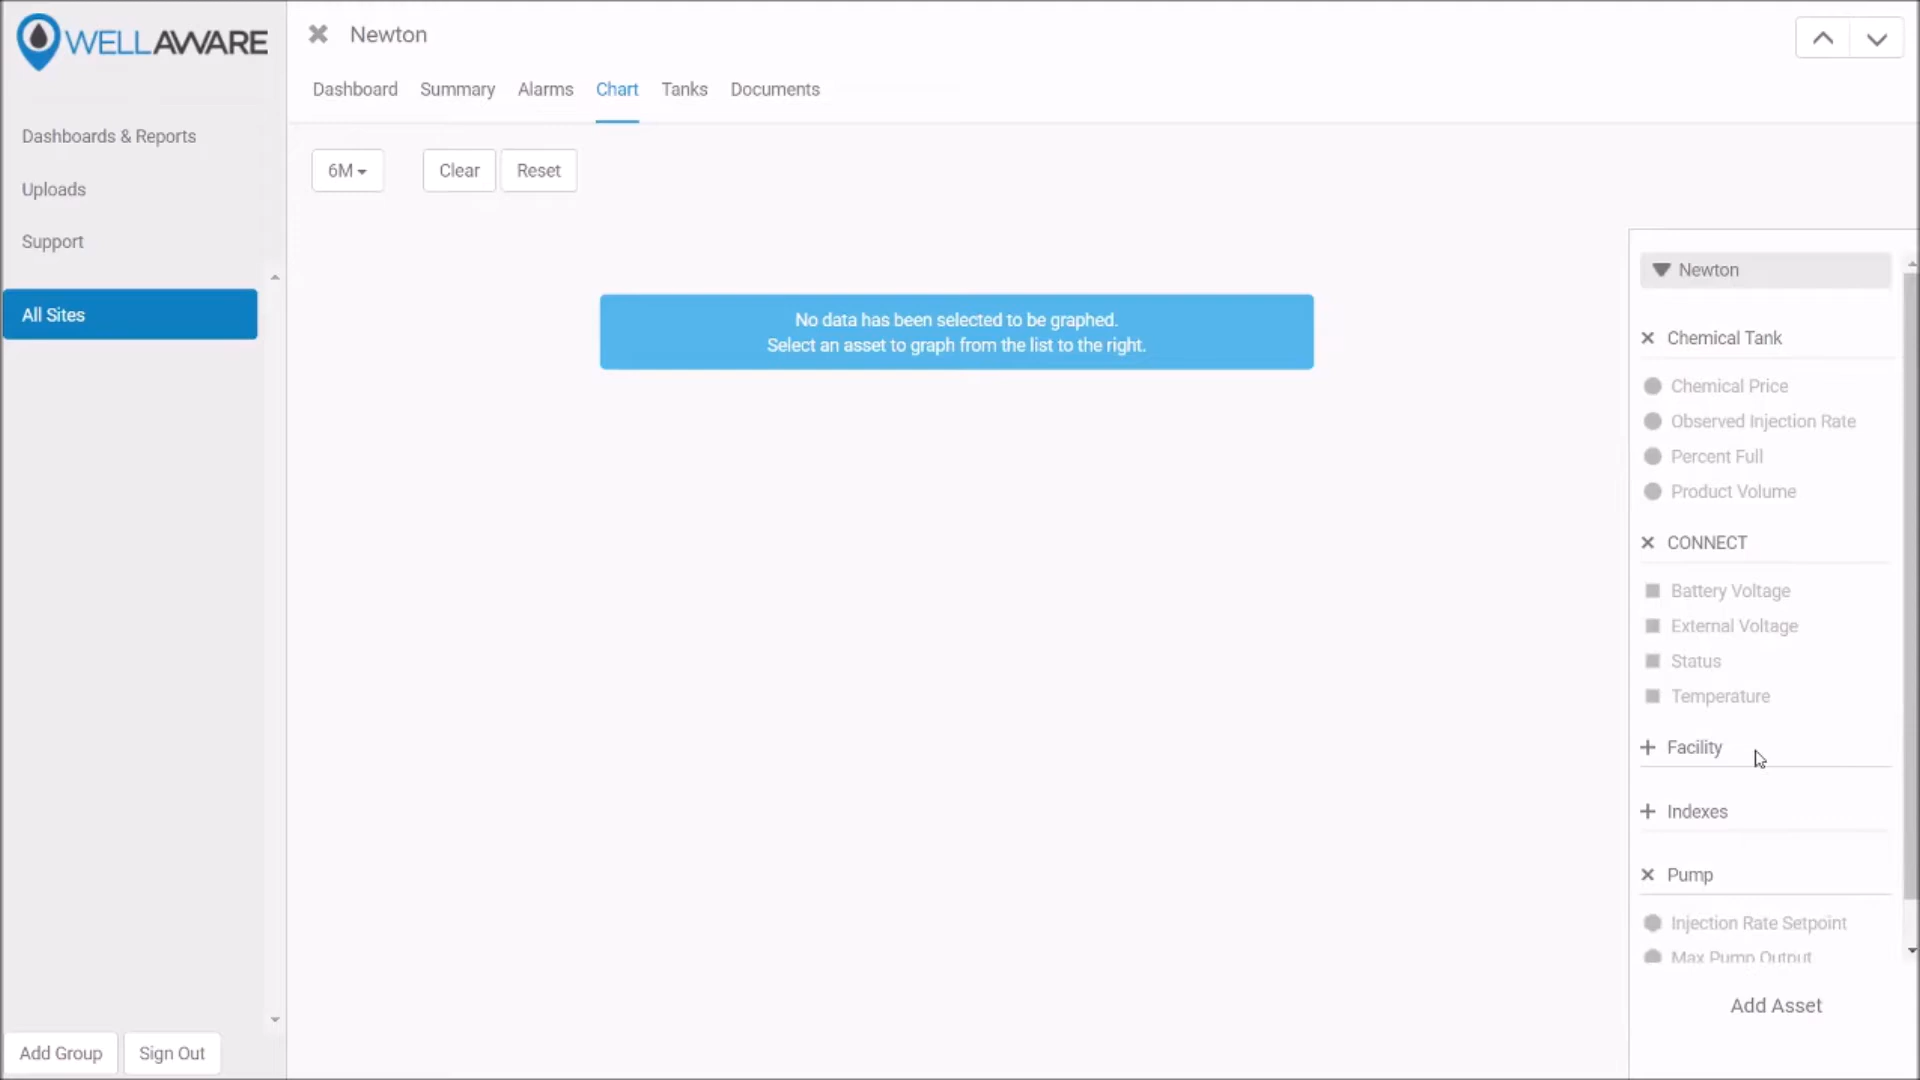 WELLAWARE
Newton
Dashboard Summary Alarms Chart Tanks Documents
Dashboards & Reports
Uploads
Support
All Sites
6M
Clear
Reset
No data has been selected to be graphed.
Select an asset to graph from the list to the right.
Newton
Chemical Tank
Chemical Price
Observed Injection Rate
Percent Full
Product Volume
CONNECT
Battery Voltage
External Voltage
Status
Temperature
Facility
Indexes
Pump
Injection Rate Setpoint
Max Pump Output
Add Asset
Add Group
Sign Out